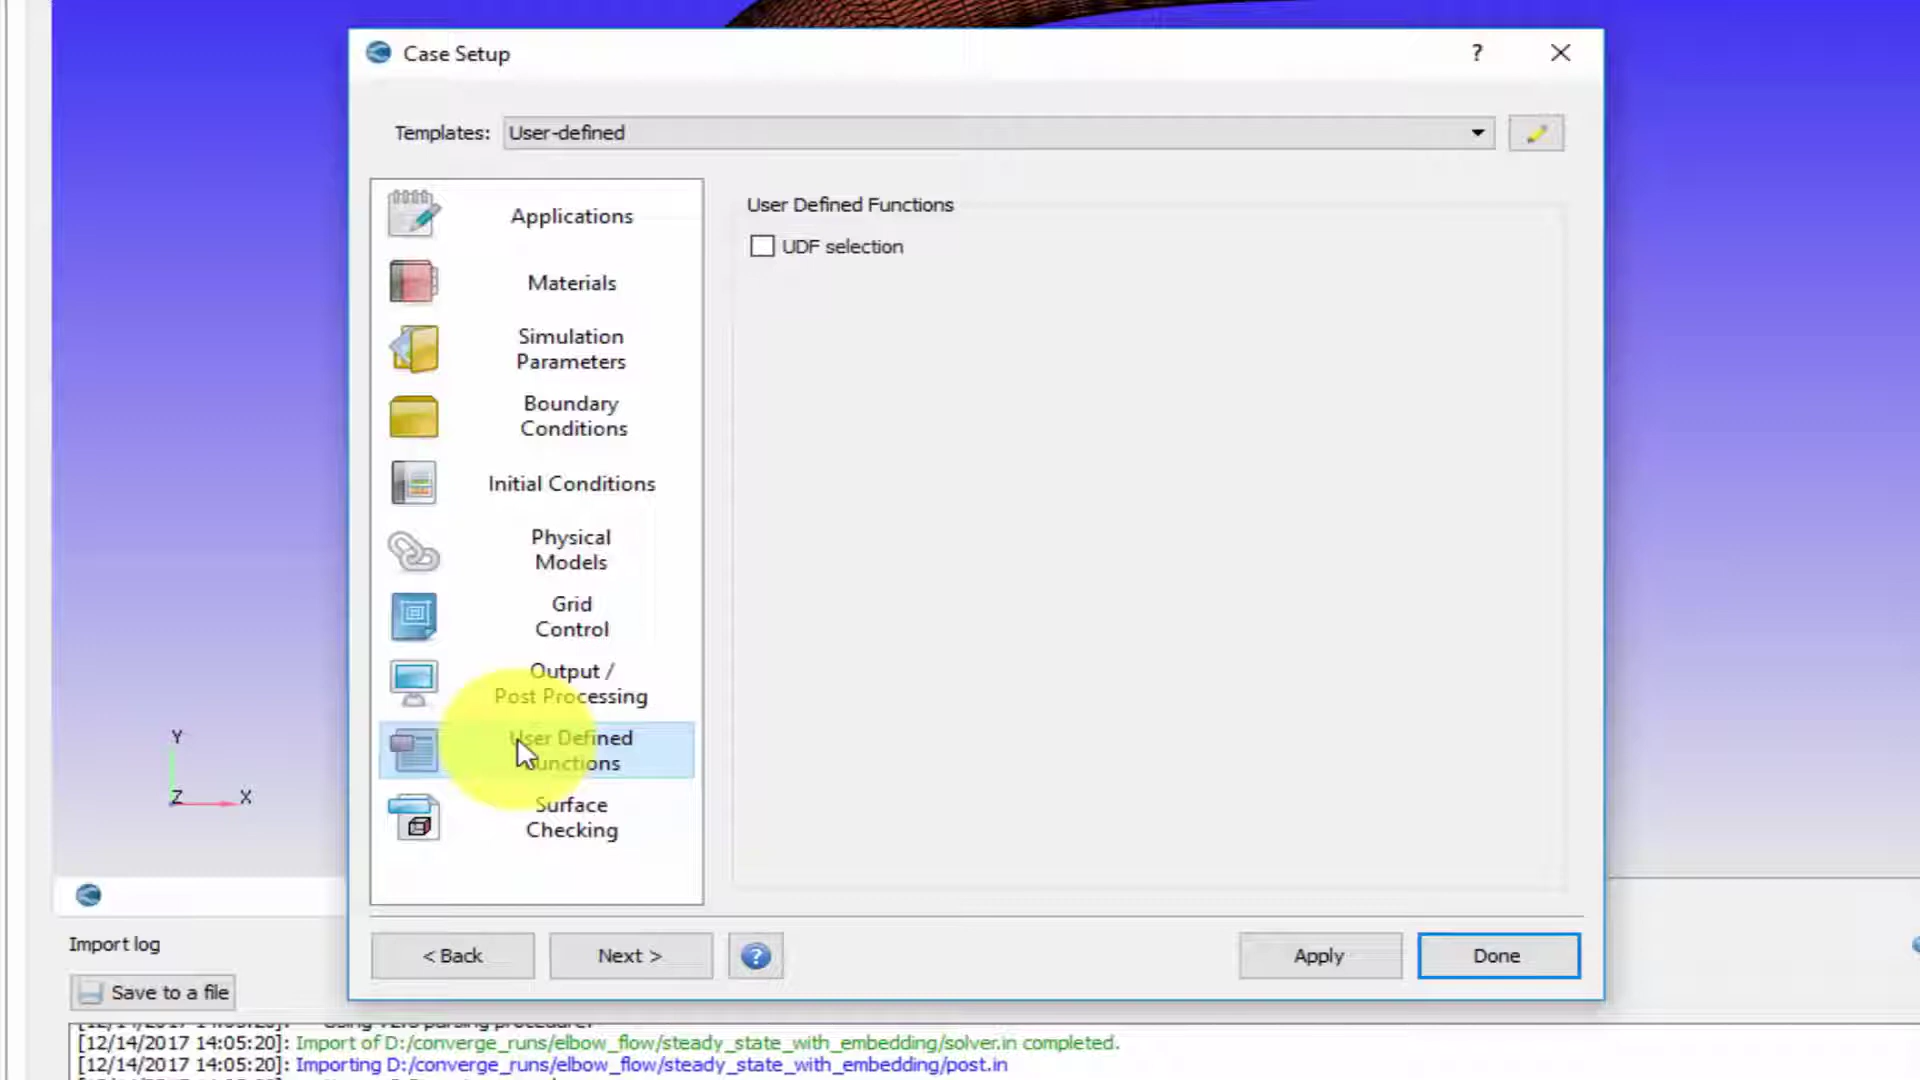 Case Setup
?
Templates:
User-defined
Applications
Materials
Simulation
Parameters
Boundary
Conditions
Initial Conditions
Physical
Models
Grid
Control
Output /
Post Processing
User Defined
Functions
Surface
Checking
User Defined Functions
UDF selection
< Back
Next >
?
Apply
Done
Y
Z
X
Import log
Save to a file
[12/14/2017 14:05:20]: Import of D:/converge_runs/elbow_flow/steady_state_with_embedding/solver.in completed.
[12/14/2017 14:05:20]: Importing D:/converge_runs/elbow_flow/steady_state_with_embedding/post.in